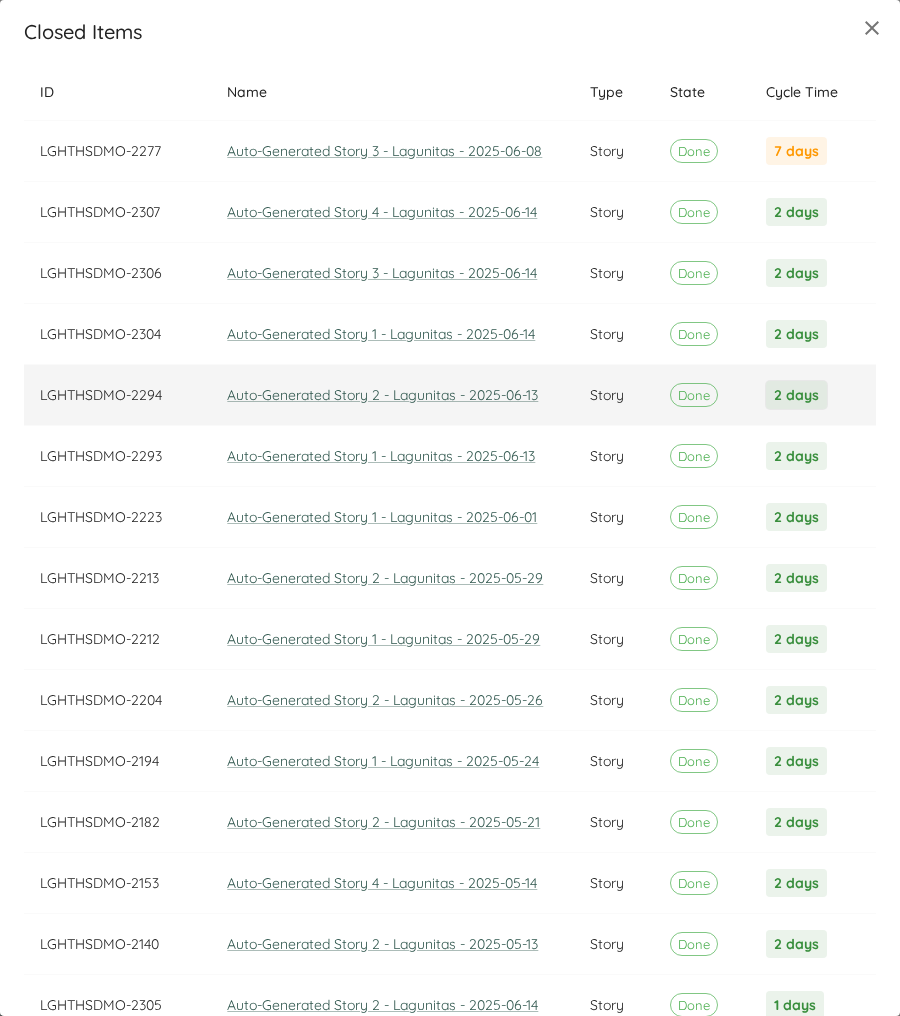 Closed Items
ID Name Type State Cycle Time
LGHTHSDMO-2277 Auto-Generated Story 3 - Lagunitas - 2025-06-08 Story Done 7 days
LGHTHSDMO-2307 Auto-Generated Story 4 - Lagunitas - 2025-06-14 Story Done 2 days
LGHTHSDMO-2306 Auto-Generated Story 3 - Lagunitas - 2025-06-14 Story Done 2 days
LGHTHSDMO-2304 Auto-Generated Story 1 - Lagunitas - 2025-06-14 Story Done 2 days
LGHTHSDMO-2294 Auto-Generated Story 2 - Lagunitas - 2025-06-13 Story Done 2 days
LGHTHSDMO-2293 Auto-Generated Story 1 - Lagunitas - 2025-06-13 Story Done 2 days
LGHTHSDMO-2223 Auto-Generated Story 1 - Lagunitas - 2025-06-01 Story Done 2 days
LGHTHSDMO-2213 Auto-Generated Story 2 - Lagunitas - 2025-05-29 Story Done 2 days
LGHTHSDMO-2212 Auto-Generated Story 1 - Lagunitas - 2025-05-29 Story Done 2 days
LGHTHSDMO-2204 Auto-Generated Story 2 - Lagunitas - 2025-05-26 Story Done 2 days
LGHTHSDMO-2194 Auto-Generated Story 1 - Lagunitas - 2025-05-24 Story Done 2 days
LGHTHSDMO-2182 Auto-Generated Story 2 - Lagunitas - 2025-05-21 Story Done 2 days
LGHTHSDMO-2153 Auto-Generated Story 4 - Lagunitas - 2025-05-14 Story Done 2 days
LGHTHSDMO-2140 Auto-Generated Story 2 - Lagunitas - 2025-05-13 Story Done 2 days
LGHTHSDMO-2305 Auto-Generated Story 2 - Lagunitas - 2025-06-14 Story Done 1 days